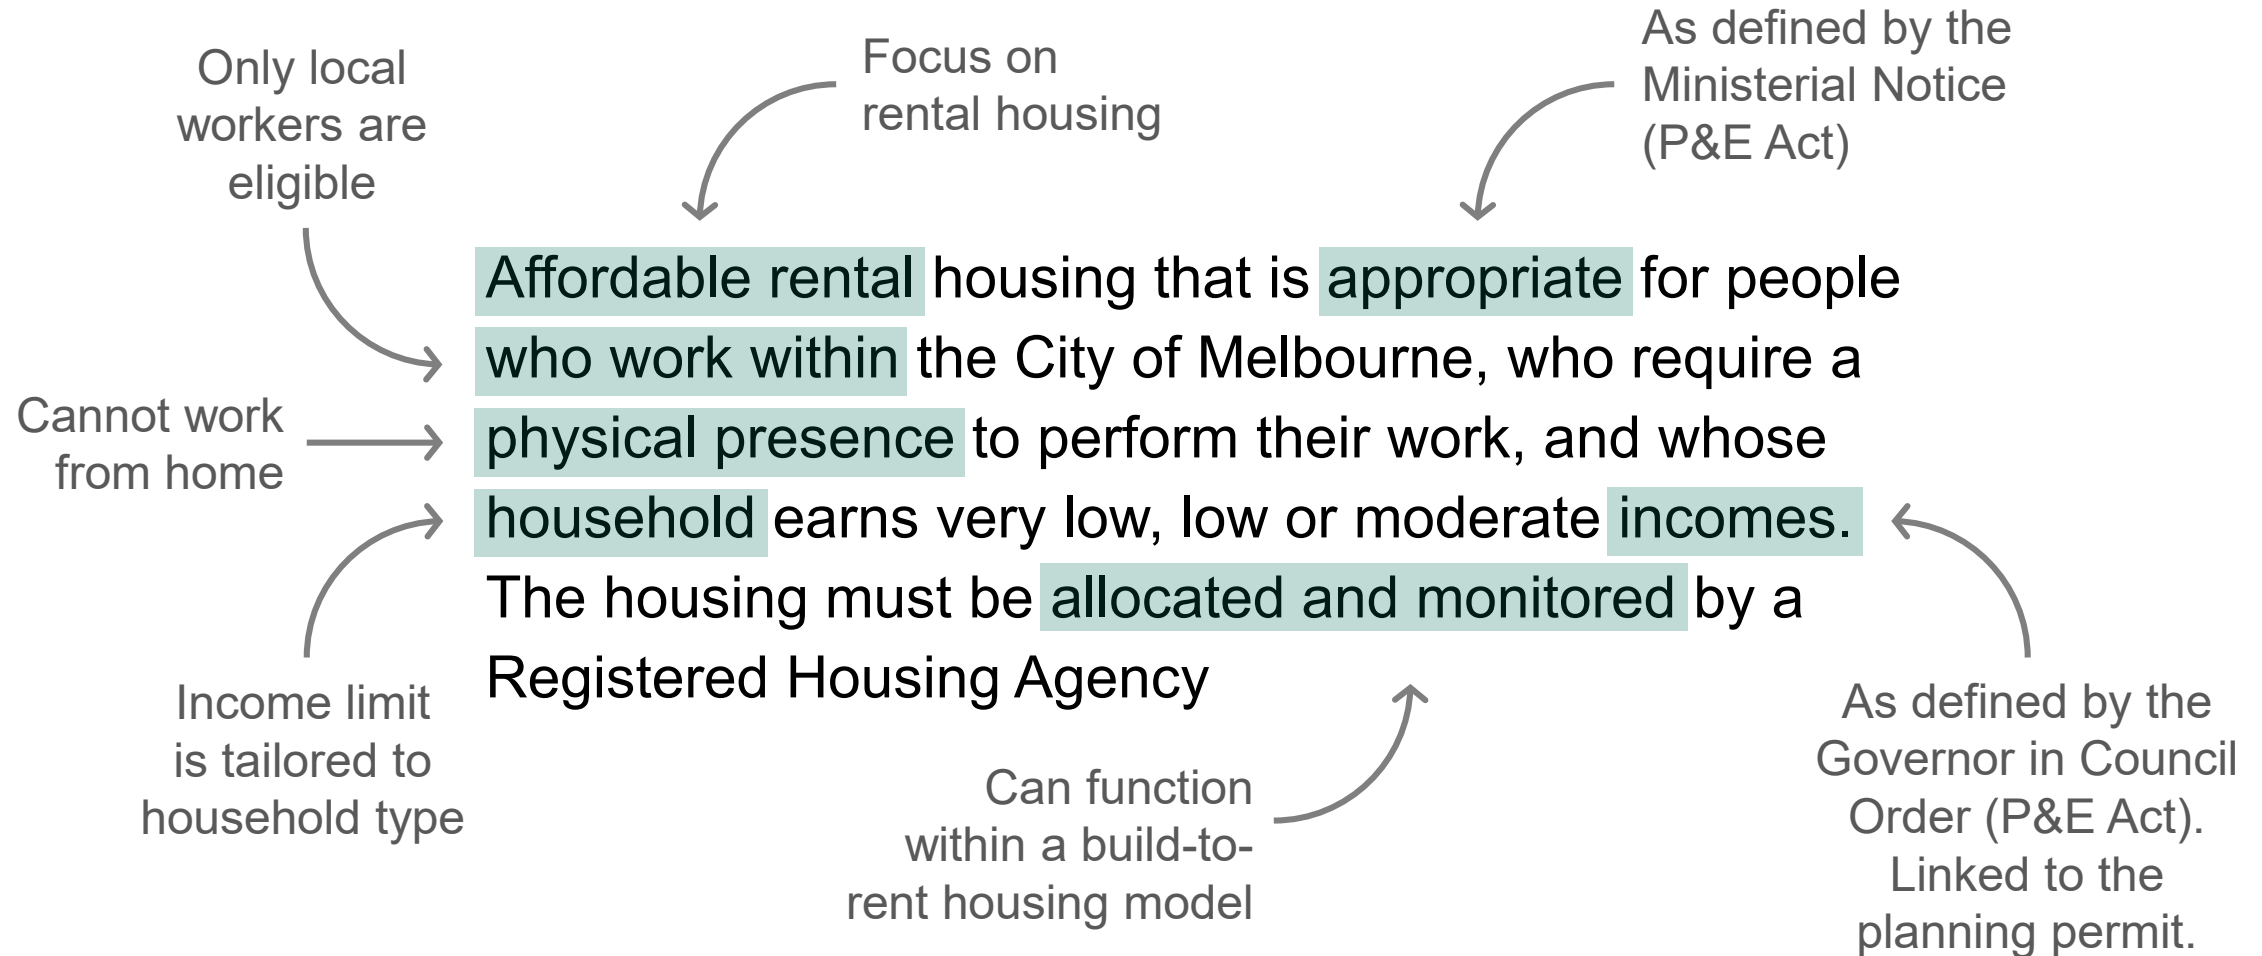 Only local
workers are
eligible
Focus on
rental housing
As defined by the
Ministerial Notice
(P&E Act)
Affordable rental housing that is appropriate for people
who work within the City of Melbourne, who require a
physical presence to perform their work, and whose
household earns very low, low or moderate incomes.
The housing must be allocated and monitored by a
Registered Housing Agency
Cannot work
from home
Income limit
is tailored to
household type
Can function
within a build-to-
rent housing model
As defined by the
Governor in Council
Order (P&E Act).
Linked to the
planning permit.